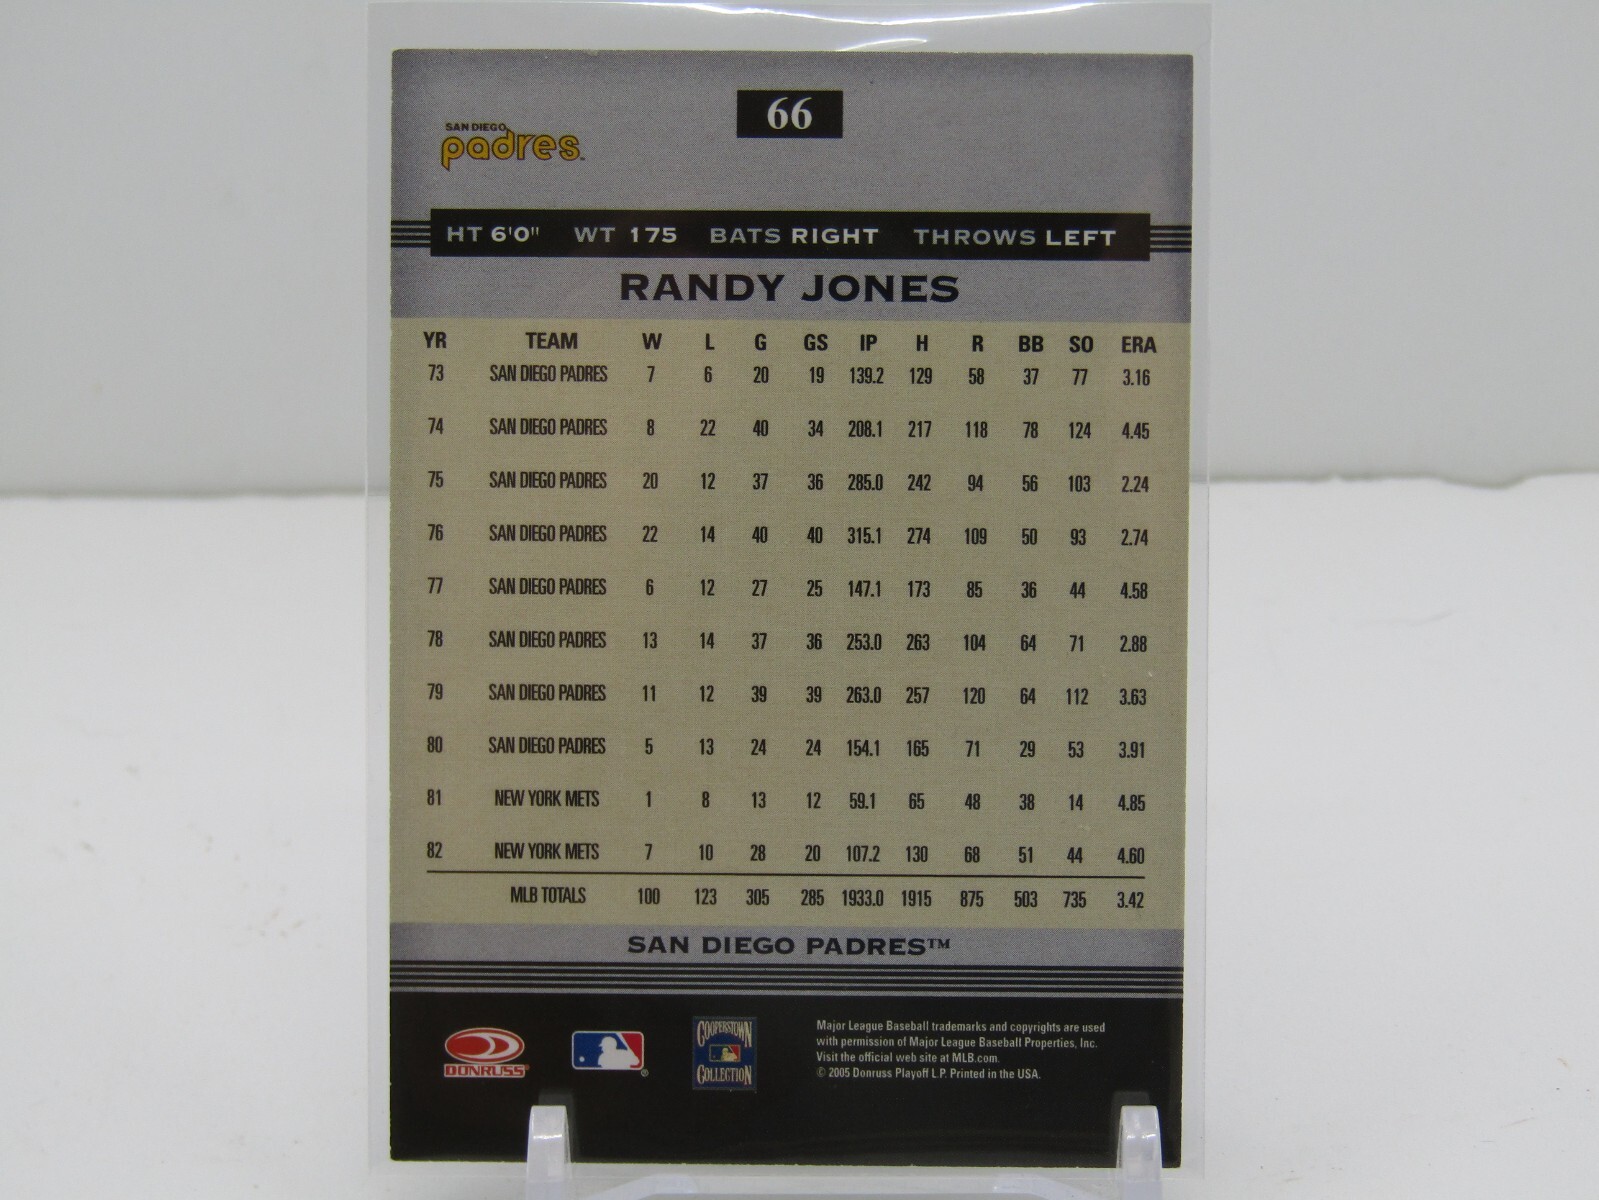 66
SAN DIEGO
padres™
HT 6'0" WT 175 BATS RIGHT THROWS LEFT
RANDY JONES
YR TEAM W L G GS IP H R BB SO ERA
73 SAN DIEGO PADRES 7 6 20 19 139.2 129 58 37 77 3.16
74 SAN DIEGO PADRES 8 22 40 34 208.1 217 118 78 124 4.45
75 SAN DIEGO PADRES 20 12 37 36 285.0 242 94 56 103 2.24
76 SAN DIEGO PADRES 22 14 40 40 315.1 274 109 50 93 2.74
77 SAN DIEGO PADRES 6 12 27 25 147.1 173 85 36 44 4.58
78 SAN DIEGO PADRES 13 14 37 36 253.0 263 104 64 71 2.88
79 SAN DIEGO PADRES 11 12 39 39 263.0 257 120 64 112 3.63
80 SAN DIEGO PADRES 5 13 24 24 154.1 165 71 29 53 3.91
81 NEW YORK METS 1 8 13 12 59.1 65 48 38 14 4.85
82 NEW YORK METS 7 10 28 20 107.2 130 68 51 44 4.60
MLB TOTALS 100 123 305 285 1933.0 1915 875 503 735 3.42
SAN DIEGO PADRES™
DONRUSS®
®
COOPERSTOWN
COLLECTION
Major League Baseball trademarks and copyrights are used
with permission of Major League Baseball Properties, Inc.
Visit the official web site at MLB.com.
© 2005 Donruss Playoff L.P. Printed in the USA.